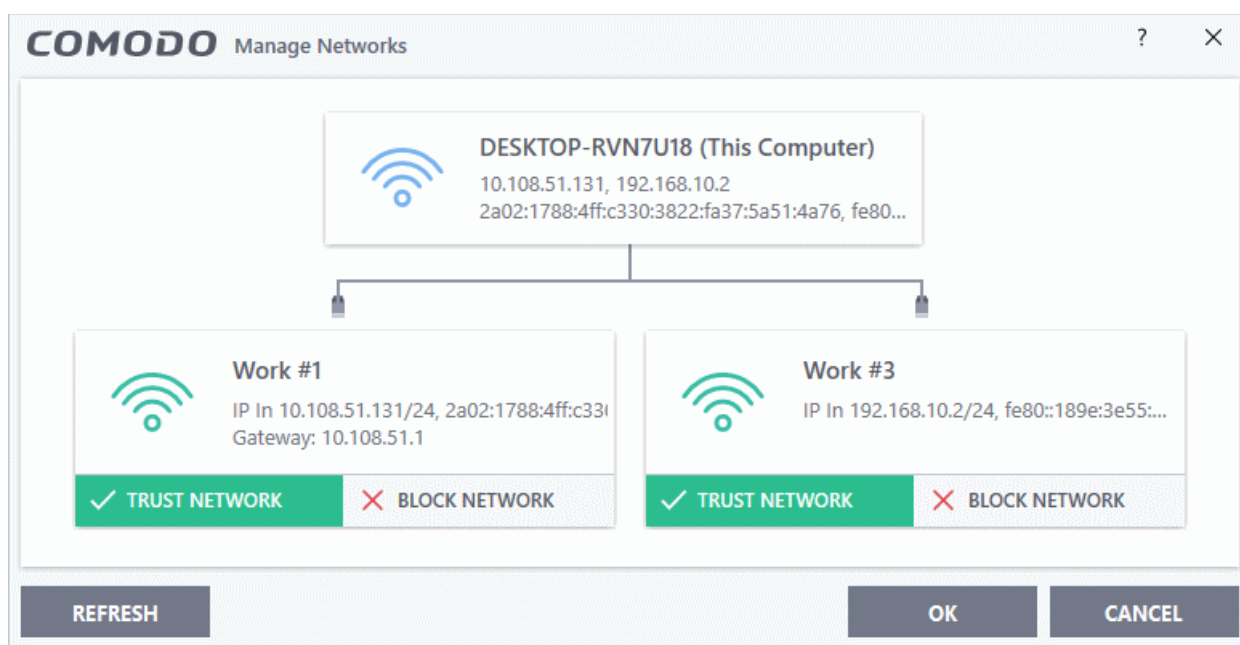 COMODO Manage Networks ?
DESKTOP-RVN7U18 (This Computer)
10.108.51.131, 192.168.10.2
2a02:1788:4ff:c330:3822:fa37:5a51:4a76, fe80...
Work #1
IP In 10.108.51.131/24, 2a02:1788:4ff:c33
Gateway: 10.108.51.1
TRUST NETWORK
BLOCK NETWORK
Work #3
IP In 192.168.10.2/24, fe80::189e:3e55:...
TRUST NETWORK
BLOCK NETWORK
REFRESH
OK
CANCEL